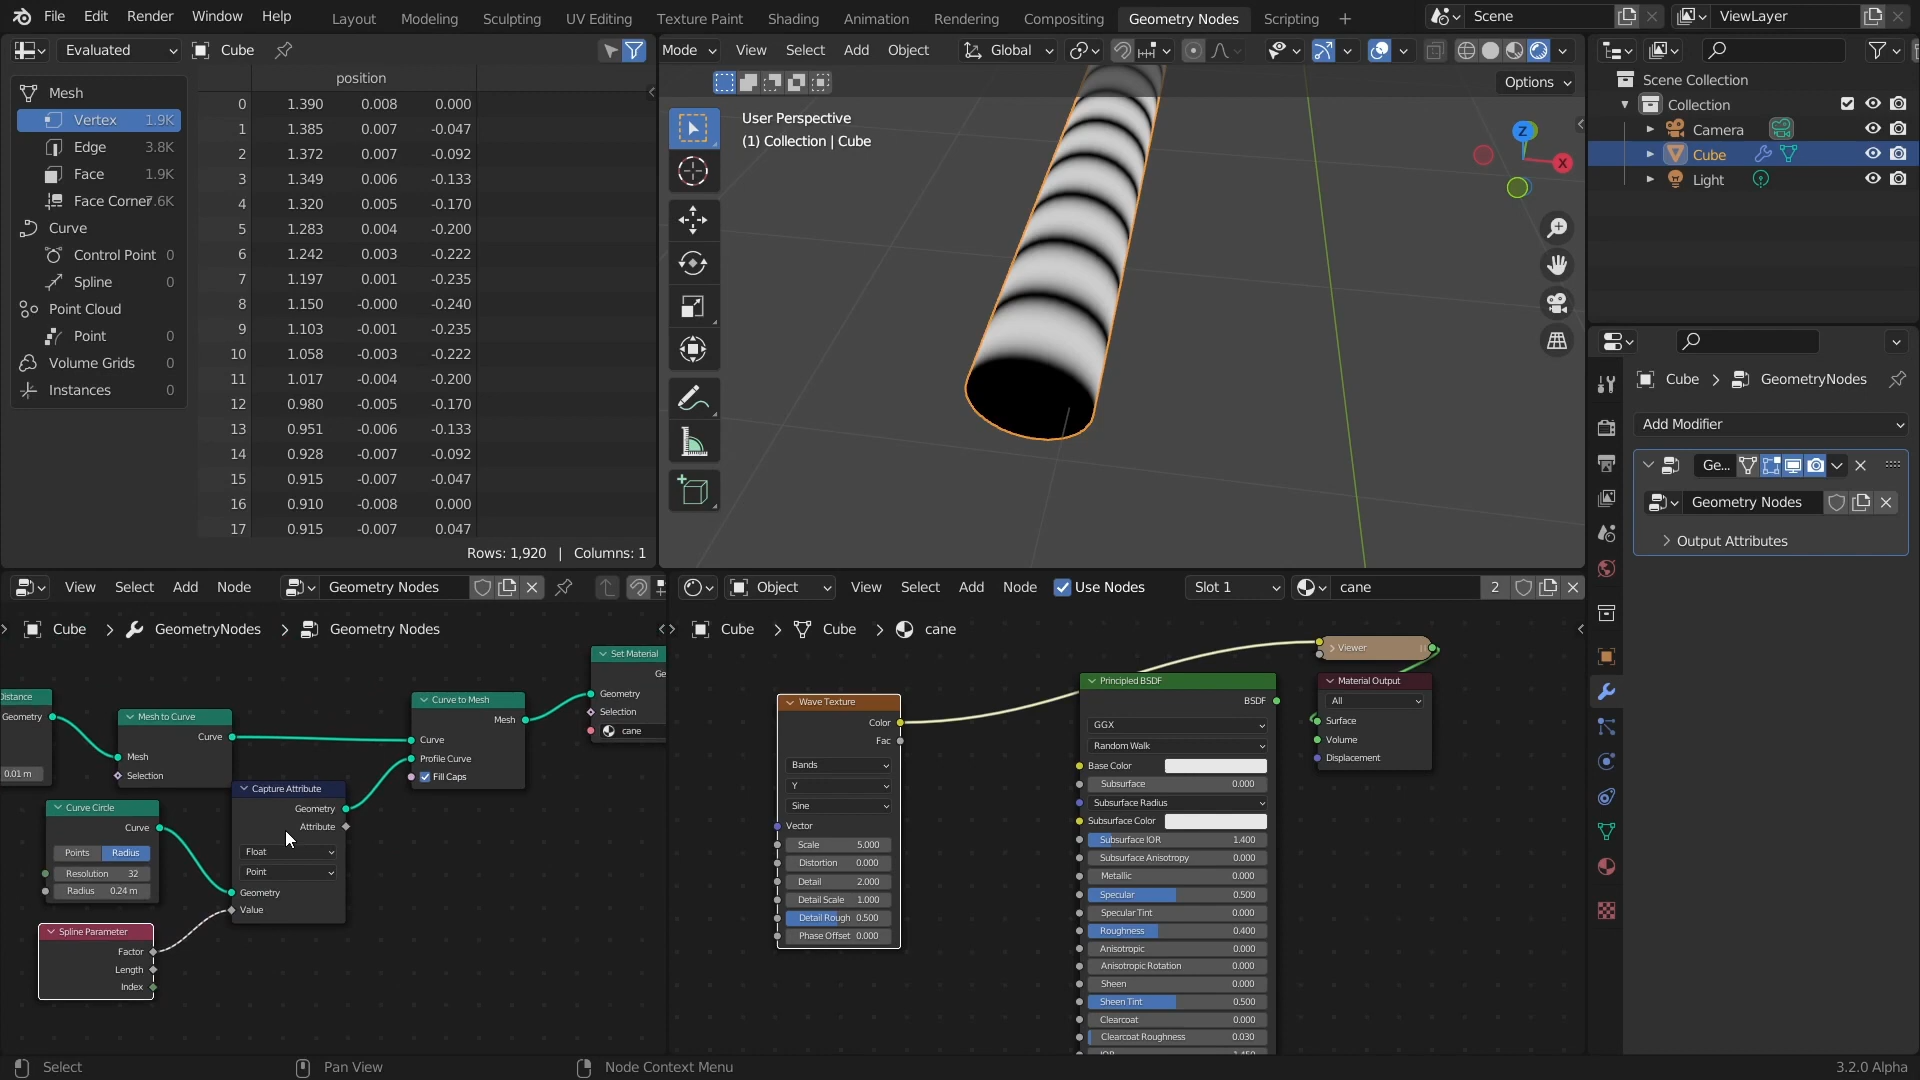 File Edit Render Window Help
Layout Modeling Sculpting UV Editing Texture Paint Shading Animation Rendering Compositing Geometry Nodes Scripting +
Scene
ViewLayer
Evaluated Cube
Mode View Select Add Object Global
Options
Mesh
Vertex 1.9K
Edge 3.8K
Face 1.9K
Face Corner 7.6K
Curve
Control Point 0
Spline 0
Point Cloud
Point 0
Volume Grids 0
Instances 0
position
0 1.390 0.008 0.000
1 1.385 0.007 -0.047
2 1.372 0.007 -0.092
3 1.349 0.006 -0.133
4 1.320 0.005 -0.170
5 1.283 0.004 -0.200
6 1.242 0.003 -0.222
7 1.197 0.001 -0.235
8 1.150 -0.000 -0.240
9 1.103 -0.001 -0.235
10 1.058 -0.003 -0.222
11 1.017 -0.004 -0.200
12 0.980 -0.005 -0.170
13 0.951 -0.006 -0.133
14 0.928 -0.007 -0.092
15 0.915 -0.007 -0.047
16 0.910 -0.008 0.000
17 0.915 -0.007 0.047
Rows: 1,920 | Columns: 1
User Perspective
(1) Collection | Cube
Z
X
Scene Collection
Collection
Camera
Cube
Light
Cube > GeometryNodes
Add Modifier
Ge...
Geometry Nodes
Output Attributes
View Select Add Node Geometry Nodes
Cube > GeometryNodes > Geometry Nodes
Distance
Geometry
0.01 m
Mesh to Curve
Curve
Mesh
Selection
Curve Circle
Curve
Points Radius
Resolution 32
Radius 0.24 m
Spline Parameter
Factor
Length
Index
Capture Attribute
Geometry
Attribute
Float
Point
Geometry
Value
Curve to Mesh
Mesh
Curve
Profile Curve
Fill Caps
Set Material
Ge
Geometry
Selection
cane
Object View Select Add Node Use Nodes Slot 1 cane 2
Cube > Cube > cane
Wave Texture
Color
Fac
Bands
Y
Sine
Vector
Scale 5.000
Distortion 0.000
Detail 2.000
Detail Scale 1.000
Detail Rough 0.500
Phase Offset 0.000
Principled BSDF
BSDF
GGX
Random Walk
Base Color
Subsurface 0.000
Subsurface Radius
Subsurface Color
Subsurface IOR 1.400
Subsurface Anisotropy 0.000
Metallic 0.000
Specular 0.500
Specular Tint 0.000
Roughness 0.400
Anisotropic 0.000
Anisotropic Rotation 0.000
Sheen 0.000
Sheen Tint 0.500
Clearcoat 0.000
Clearcoat Roughness 0.030
IOR 1.450
Viewer
Material Output
All
Surface
Volume
Displacement
Select Pan View Node Context Menu 3.2.0 Alpha